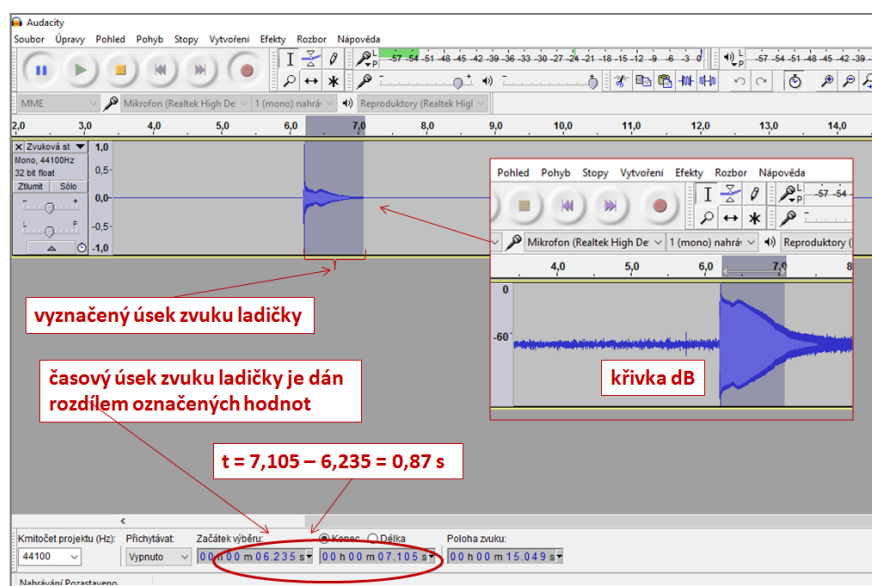 Audacity
Soubor Úpravy Pohled Pohyb Stopy Vytvoření Efekty Rozbor Nápověda
L P -57 -54 -51 -48 -45 -42 -39 -36 -33 -30 -27 -24 -21 -18 -15 -12 -9 -6 -3 0 L P -57 -54 -51 -48 -45 -42 -39
MME Mikrofon (Realtek High De 1 (mono) nahrá Reproduktory (Realtek Higl
2,0 3,0 4,0 5,0 6,0 7,0 8,0 9,0 10,0 11,0 12,0 13,0 14,0
Zvuková st
Mono, 44100Hz
32 bit float
Ztlumit Sólo
- +
L P
1,0
0,5-
0,0-
-0,5-
-1,0
Pohled Pohyb Stopy Vytvoření Efekty Rozbor Nápověda
L P -57 -54
Mikrofon (Realtek High De 1 (mono) nahrá Reproduktory (
4,0 5,0 6,0 7,0 8
0
-60
křivka dB
vyznačený úsek zvuku ladičky
časový úsek zvuku ladičky je dán
rozdílem označených hodnot
t = 7,105 – 6,235 = 0,87 s
Kmitočet projektu (Hz): Přichytávat: Začátek výběru: Konec Délka Poloha zvuku:
44100 Vypnuto 00 h 00 m 06.235 s 00 h 00 m 07.105 s 00 h 00 m 15.049 s
Nahrávání Pozastaveno